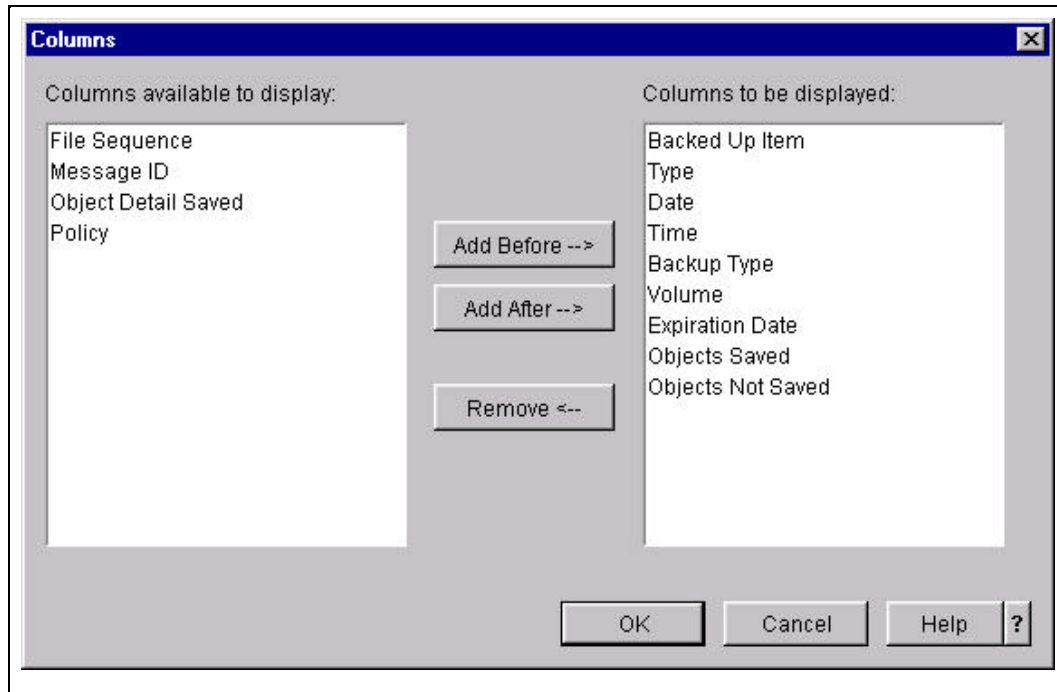 Columns
Columns available to display:
File Sequence
Message ID
Object Detail Saved
Policy
Add Before -->
Add After -->
Remove <--
Columns to be displayed:
Backed Up Item
Type
Date
Time
Backup Type
Volume
Expiration Date
Objects Saved
Objects Not Saved
OK
Cancel
Help
?